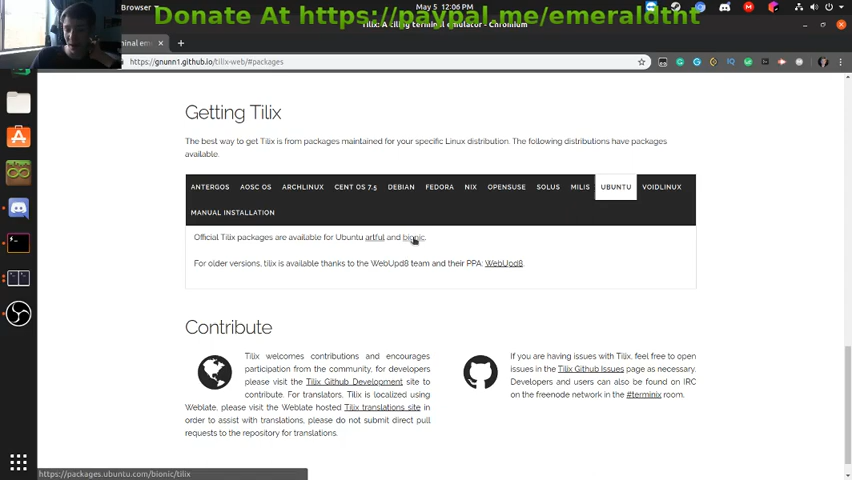 Browser
May 5 12:06 PM
Donate At https://paypal.me/emeraldtnt
Tilix: A tiling terminal emulator - Chromium
minal em
https://gnunn1.github.io/tilix-web/#packages
Getting Tilix
The best way to get Tilix is from packages maintained for your specific Linux distribution. The following distributions have packages
available.
ANTERGOS AOSC OS ARCHLINUX CENT OS 7.5 DEBIAN FEDORA NIX OPENSUSE SOLUS MILIS UBUNTU VOIDLINUX
MANUAL INSTALLATION
Official Tilix packages are available for Ubuntu artful and bionic.
For older versions, tilix is available thanks to the WebUpd8 team and their PPA: WebUpd8.
Contribute
Tilix welcomes contributions and encourages
participation from the community, for developers
please visit the Tilix Github Development site to
contribute. For translators, Tilix is localized using
Weblate, please visit the Weblate hosted Tilix translations site in
order to assist with translations, please do not submit direct pull
requests to the repository for translations.
If you are having issues with Tilix, feel free to open
issues in the Tilix Github Issues page as necessary.
Developers and users can also be found on IRC
on the freenode network in the #terminix room.
https://packages.ubuntu.com/bionic/tilix